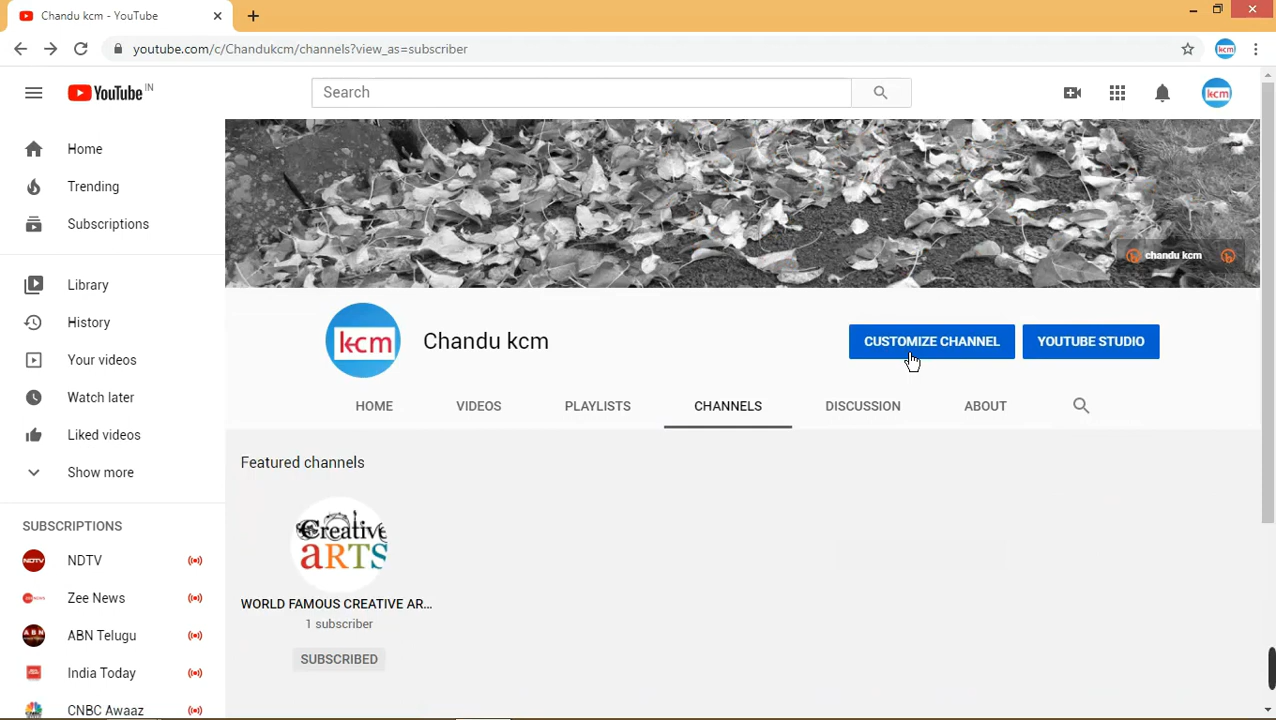 Chandu kcm - YouTube
youtube.com/c/Chandukcm/channels?view_as=subscriber
kcm
YouTube IN
Search
kcm
Home
Trending
Subscriptions
Library
History
Your videos
Watch later
Liked videos
Show more
SUBSCRIPTIONS
NDTV
Zee News
ABN Telugu
India Today
CNBC Awaaz
chandu kcm
kcm
Chandu kcm
CUSTOMIZE CHANNEL
YOUTUBE STUDIO
HOME
VIDEOS
PLAYLISTS
CHANNELS
DISCUSSION
ABOUT
Featured channels
Creative
aRTS
WORLD FAMOUS CREATIVE AR...
1 subscriber
SUBSCRIBED